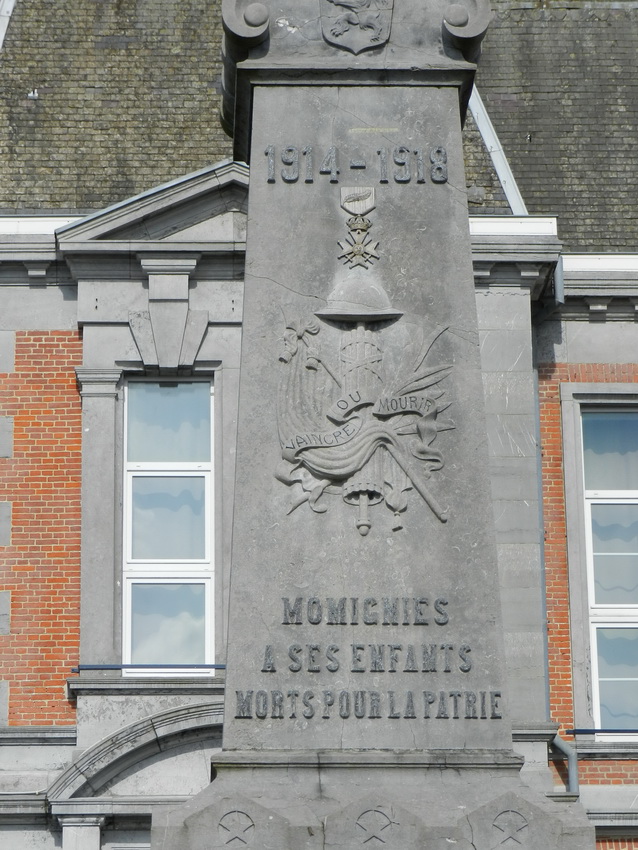 1914-1918
VAINCRE OU MOURIR
MOMIGNIES
A SES ENFANTS
MORTS POUR LA PATRIE